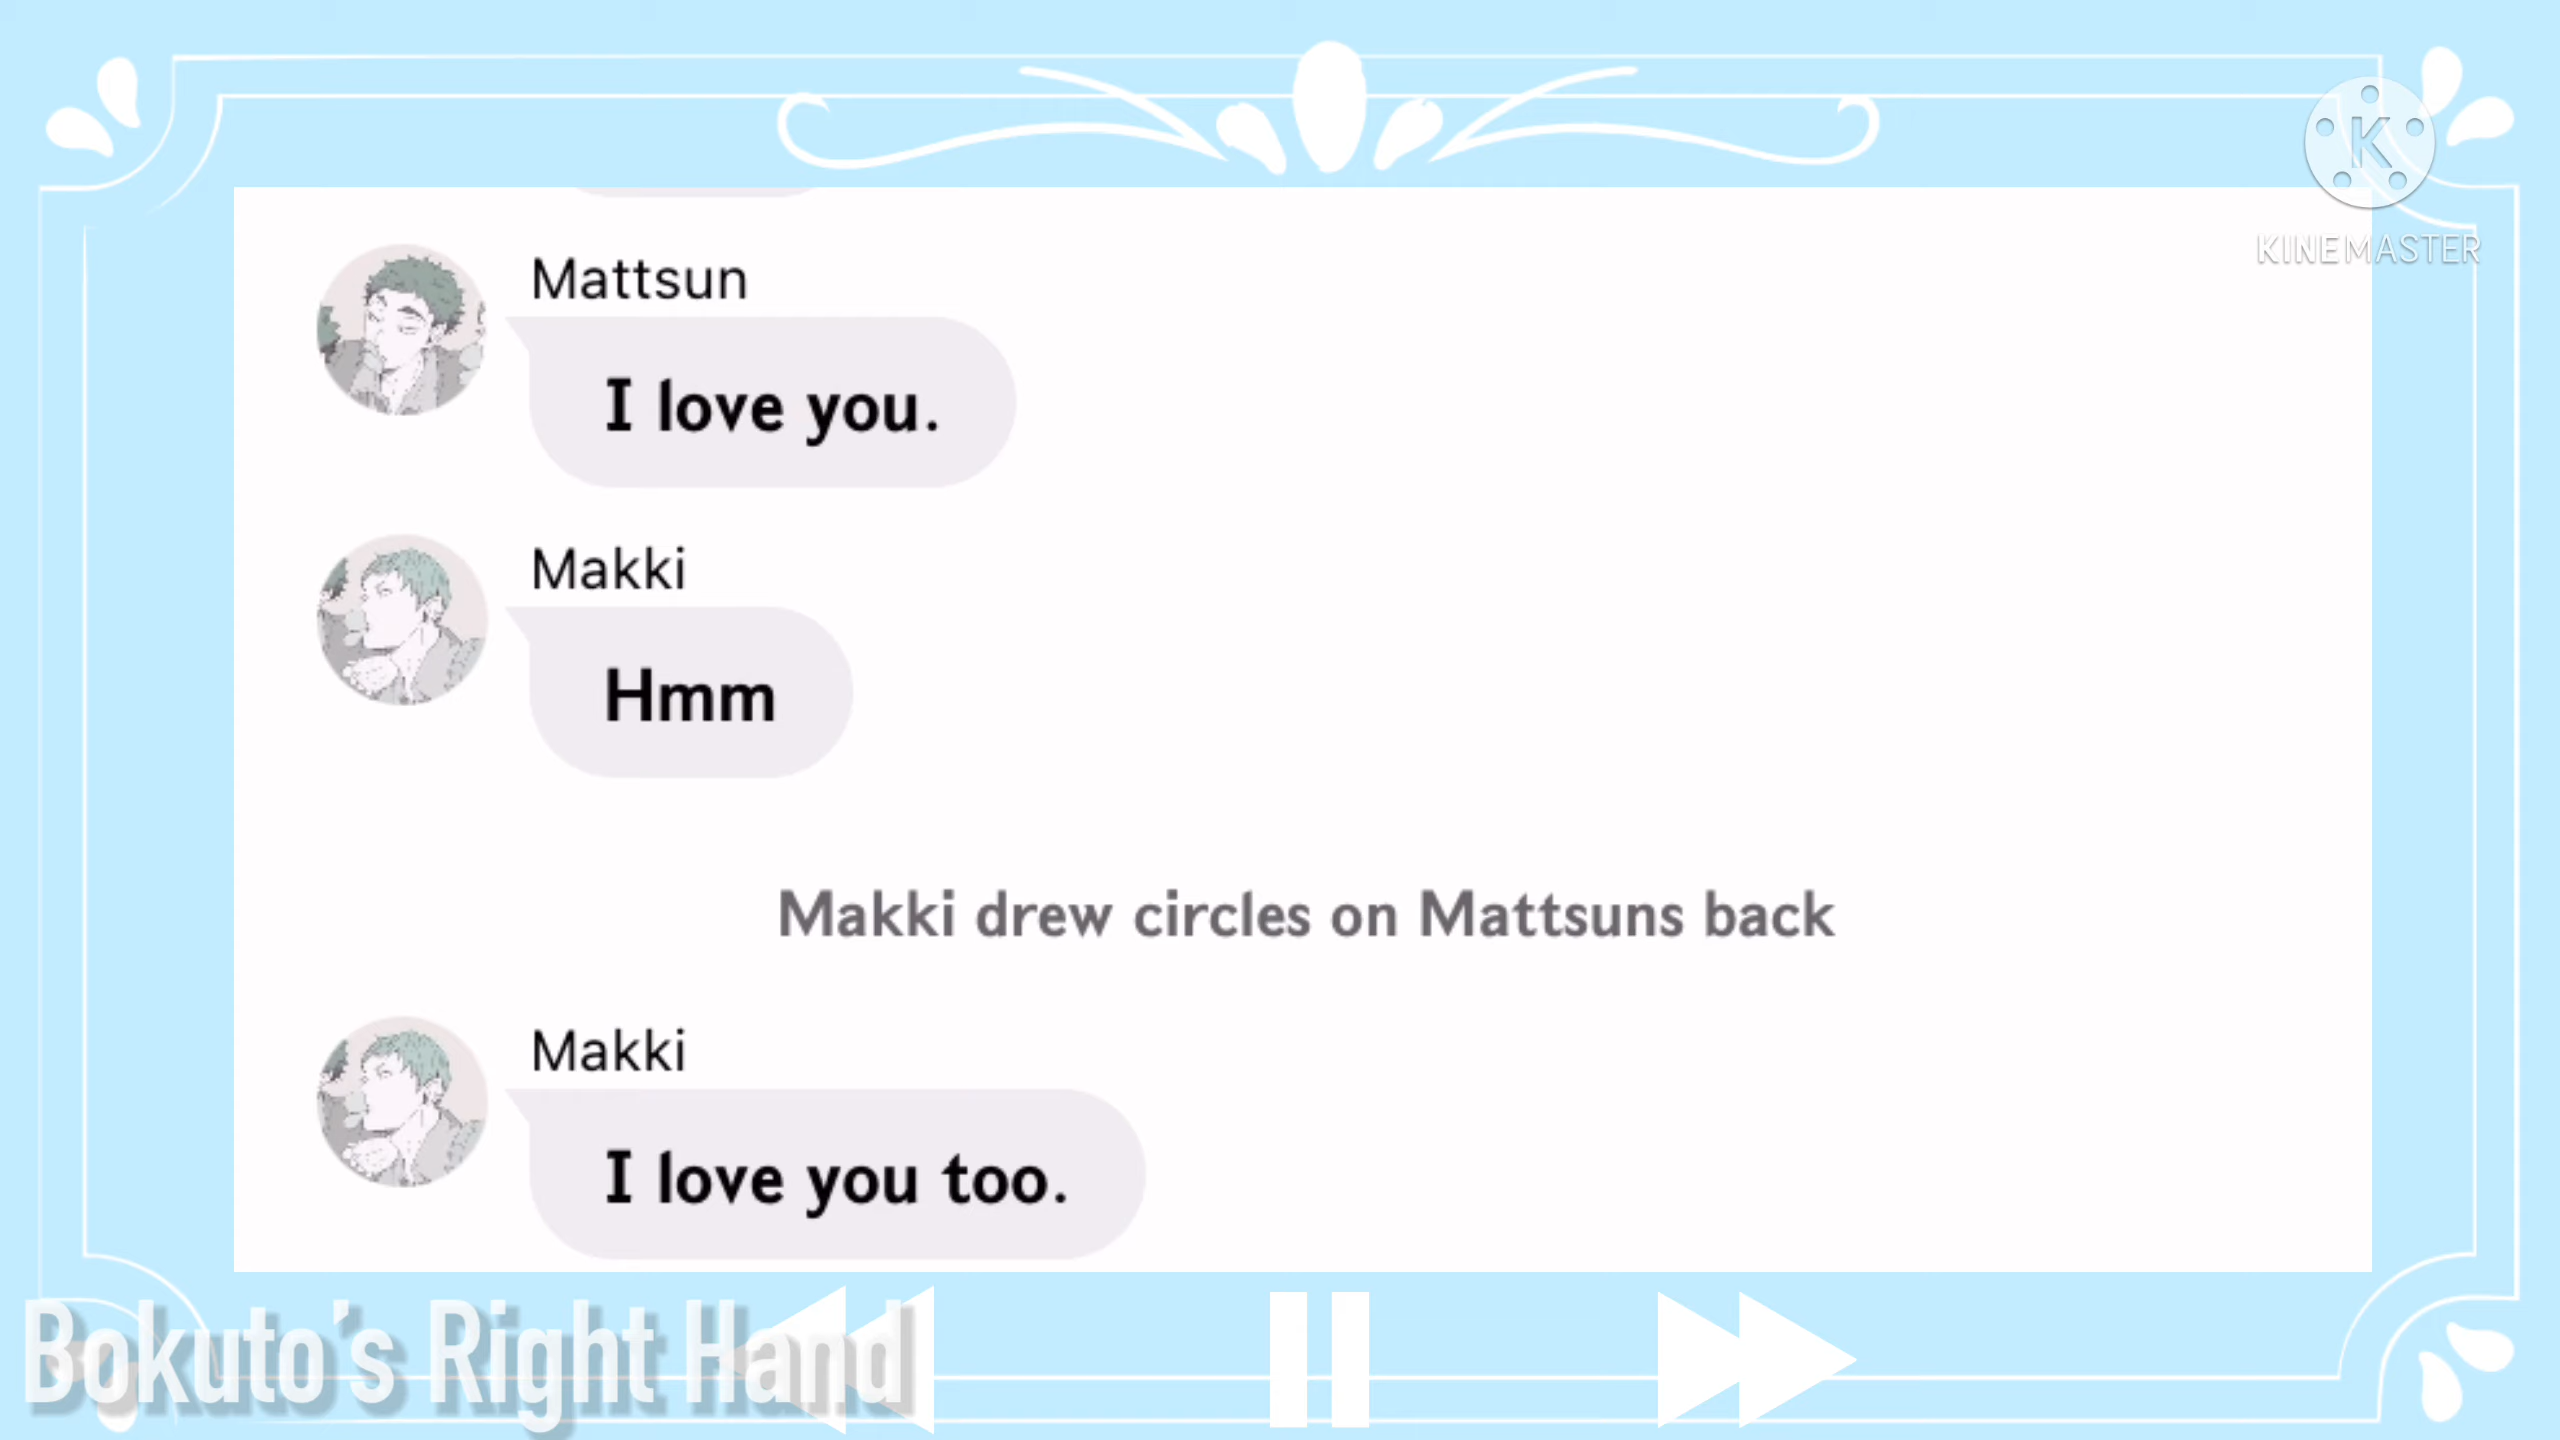 K
KINEMASTER
Mattsun
I love you.
Makki
Hmm
Makki drew circles on Mattsuns back
Makki
I love you too.
Bokuto's Right Hand